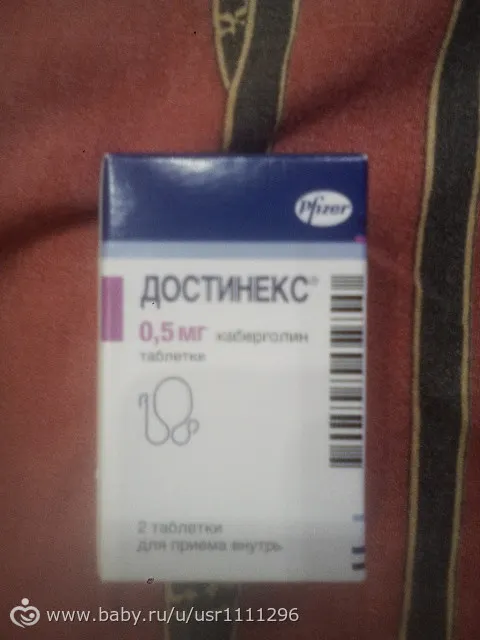 Pfizer
ДОСТИНЕКС®
0,5 мг каберголин
таблетки
2 таблетки
для приема внутрь
www.baby.ru/u/usr1111296